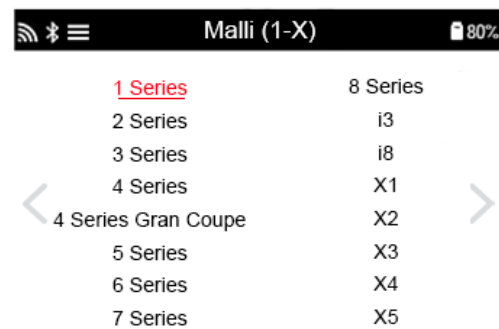 Malli (1-X)
80%
1 Series
2 Series
3 Series
4 Series
4 Series Gran Coupe
5 Series
6 Series
7 Series
8 Series
i3
i8
X1
X2
X3
X4
X5